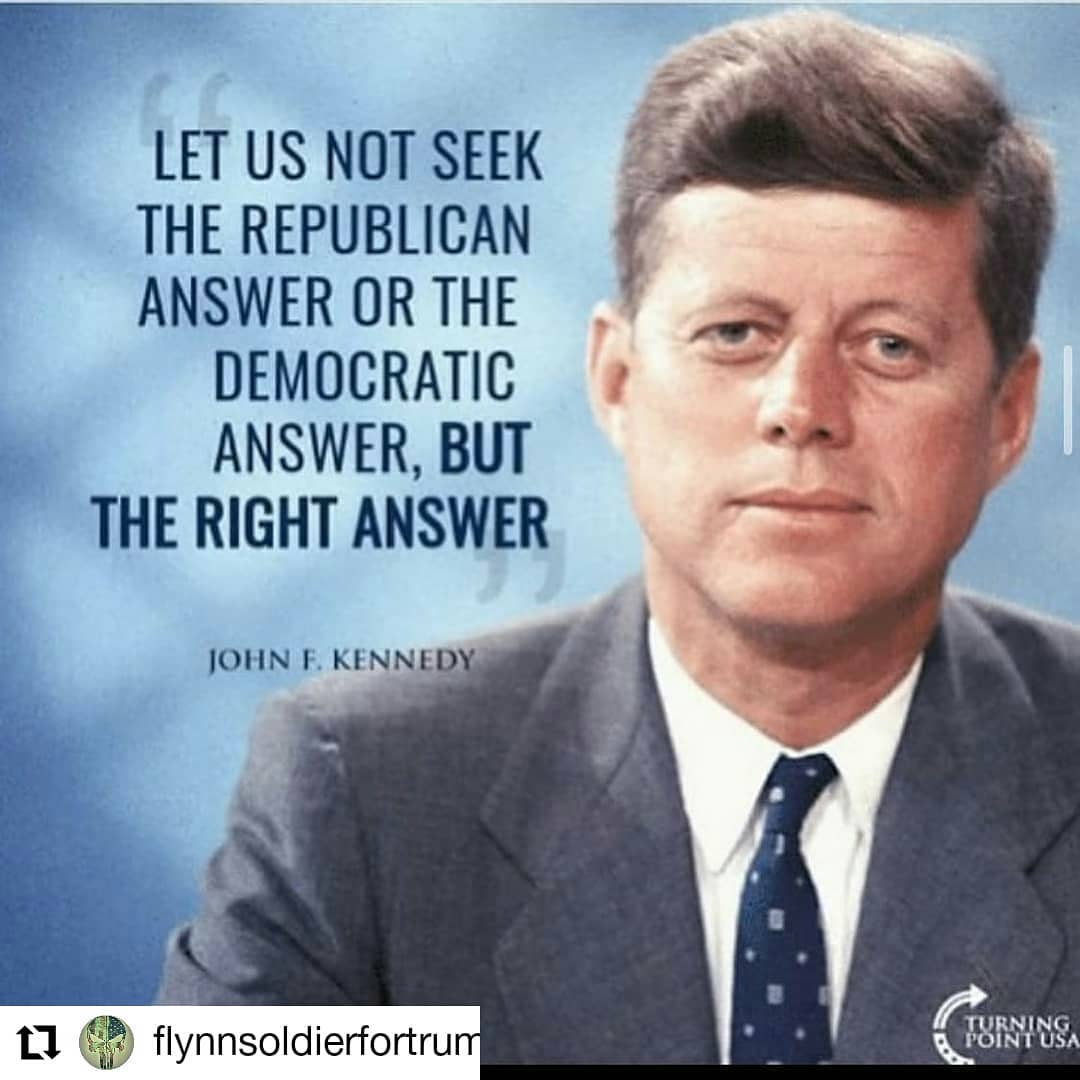 “
LET US NOT SEEK
THE REPUBLICAN
ANSWER OR THE
DEMOCRATIC
ANSWER, BUT
THE RIGHT ANSWER
”
JOHN F. KENNEDY
TURNING
POINT USA
flynnsoldierfortrum